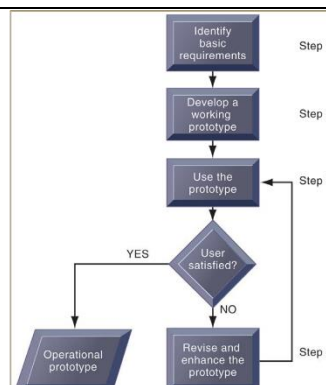 Identify
basic
requirements
Step
Develop a
working
prototype
Step
Use the
prototype
Step
YES
User
satisfied?
NO
Operational
prototype
Revise and
enhance the
prototype
Step